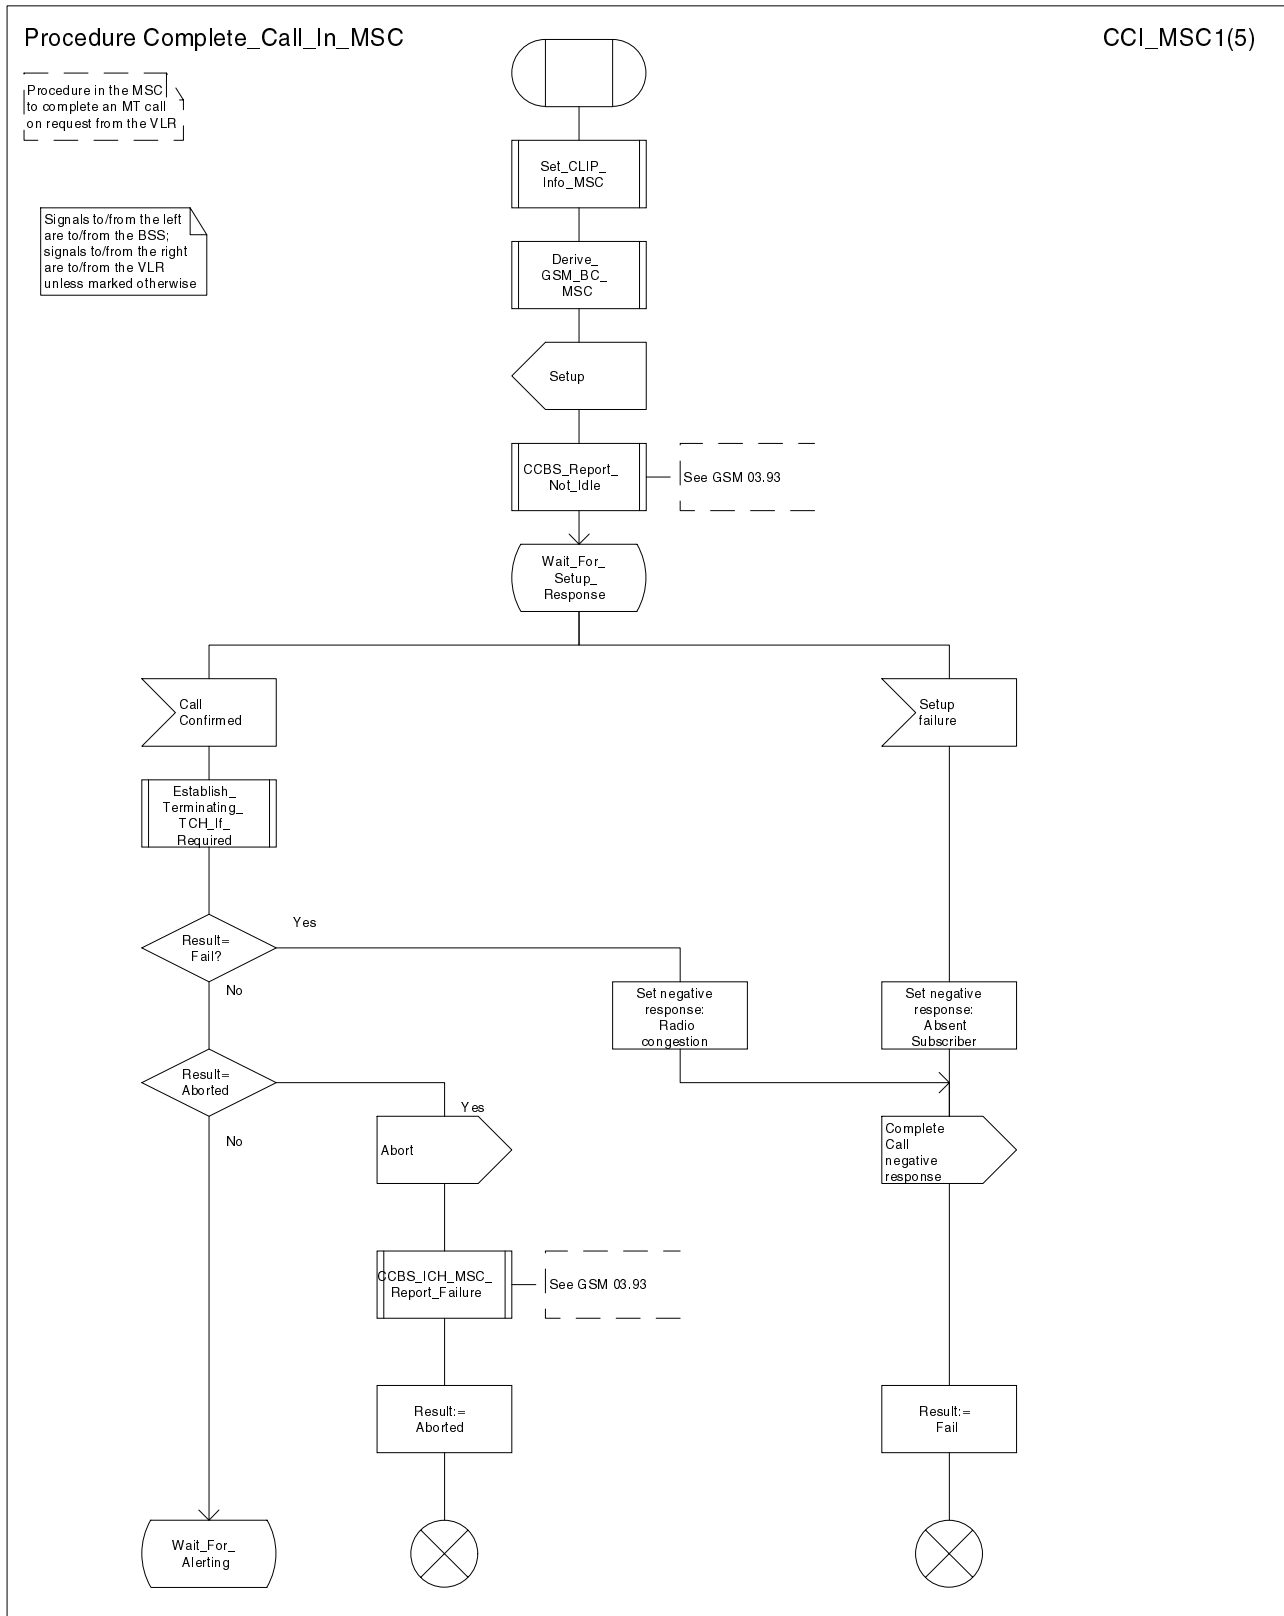 Procedure Complete_Call_In_MSC
CCI_MSC1(5)
Procedure in the MSC
to complete an MT call
on request from the VLR
Signals to/from the left
are to/from the BSS;
signals to/from the right
are to/from the VLR
unless marked otherwise
Set_CLIP_
Info_MSC
Derive_
GSM_BC_
MSC
Setup
CCBS_Report_
Not_Idle
See GSM 03.93
Wait_For_
Setup_
Response
Call
Confirmed
Setup
failure
Establish_
Terminating_
TCH_If_
Required
Result=
Fail?
Yes
No
Set negative
response:
Radio
congestion
Set negative
response:
Absent
Subscriber
Result=
Aborted
Yes
No
Abort
Complete
Call
negative
response
CCBS_ICH_MSC_
Report_Failure
See GSM 03.93
Result:=
Aborted
Result:=
Fail
Wait_For_
Alerting